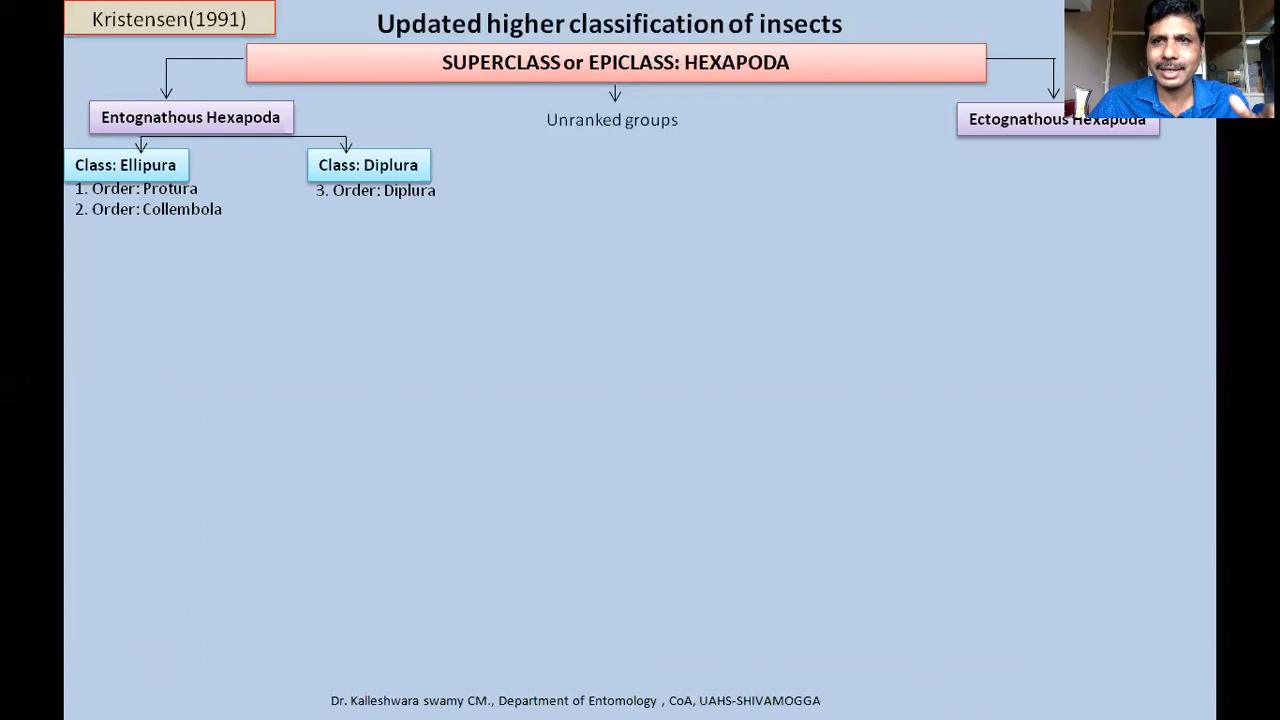 Kristensen(1991)
Updated higher classification of insects
SUPERCLASS or EPICLASS: HEXAPODA
Entognathous Hexapoda
Unranked groups
Ectognathous Hexapoda
Class: Ellipura
Class: Diplura
1. Order: Protura
3. Order: Diplura
2. Order: Collembola
Dr. Kalleshwara swamy CM., Department of Entomology , CoA, UAHS-SHIVAMOGGA